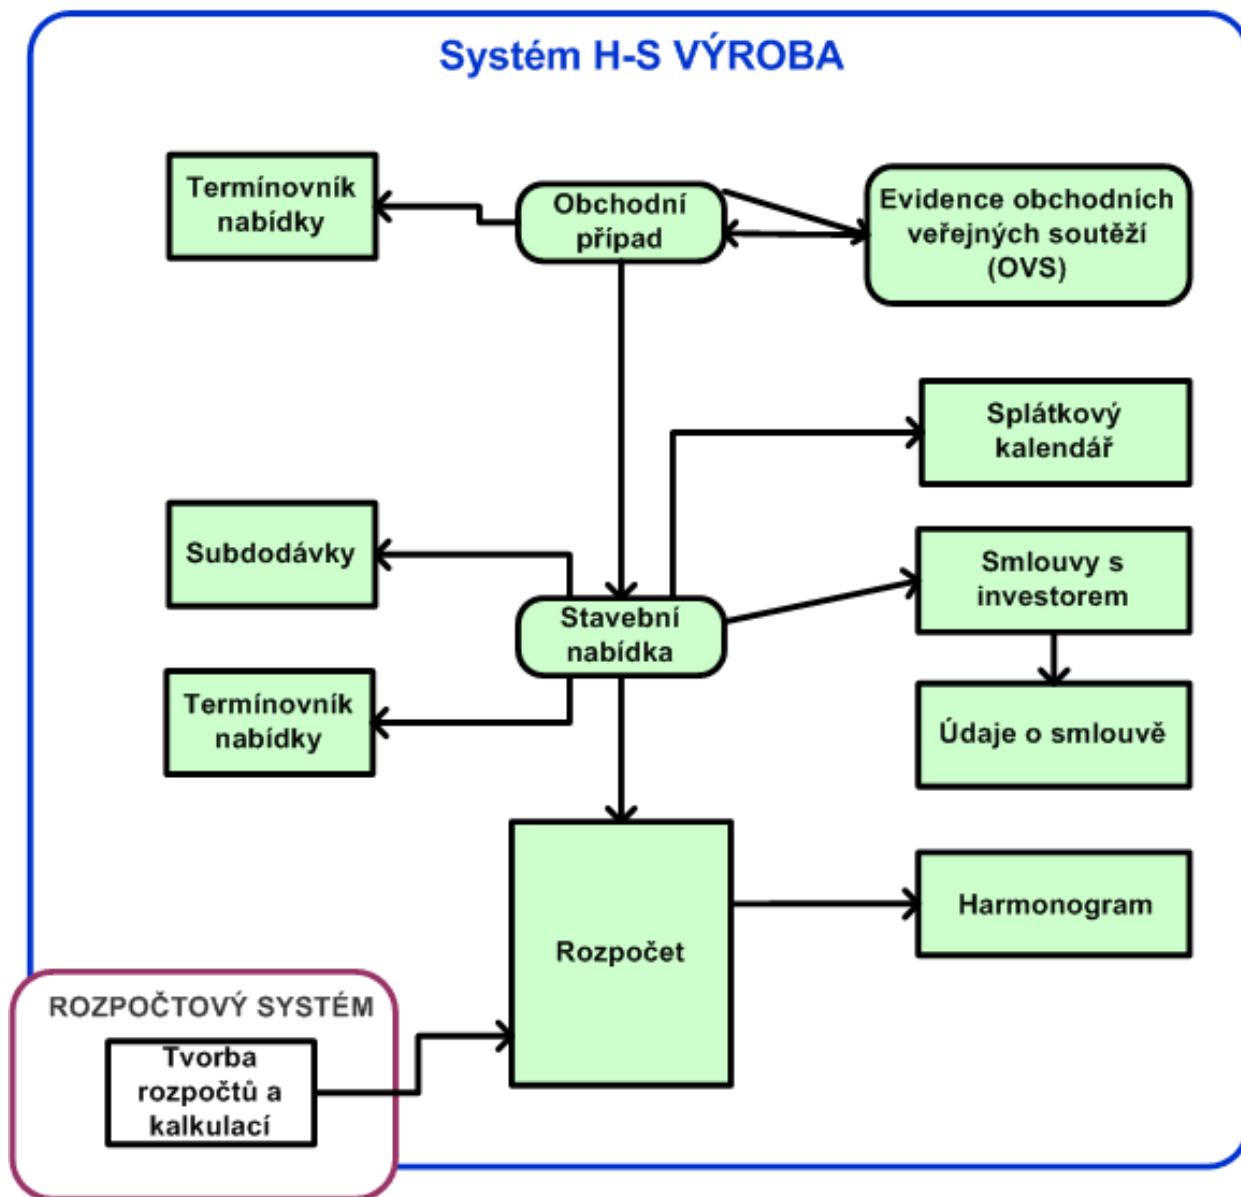 Systém H-S VÝROBA
Termínovník
nabídky
Obchodní
případ
Evidence obchodních
veřejných soutěží
(OVS)
Splátkový
kalendář
Subdodávky
Smlouvy s
investorem
Stavební
nabídka
Termínovník
nabídky
Údaje o smlouvě
Rozpočet
Harmonogram
ROZPOČTOVÝ SYSTÉM
Tvorba
rozpočtů a
kalkulací